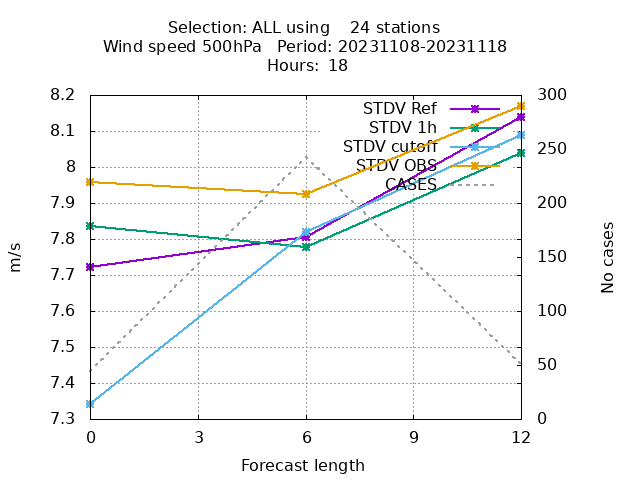 Selection: ALL using    24 stations
Wind speed 500hPa   Period: 20231108-20231118
Hours:  18
8.2
8.1
8
7.9
7.8
7.7
7.6
7.5
7.4
7.3
m/s
STDV Ref
STDV 1h
STDV cutoff
STDV OBS
CASES
300
250
200
150
100
50
0
No cases
0 3 6 9 12
Forecast length